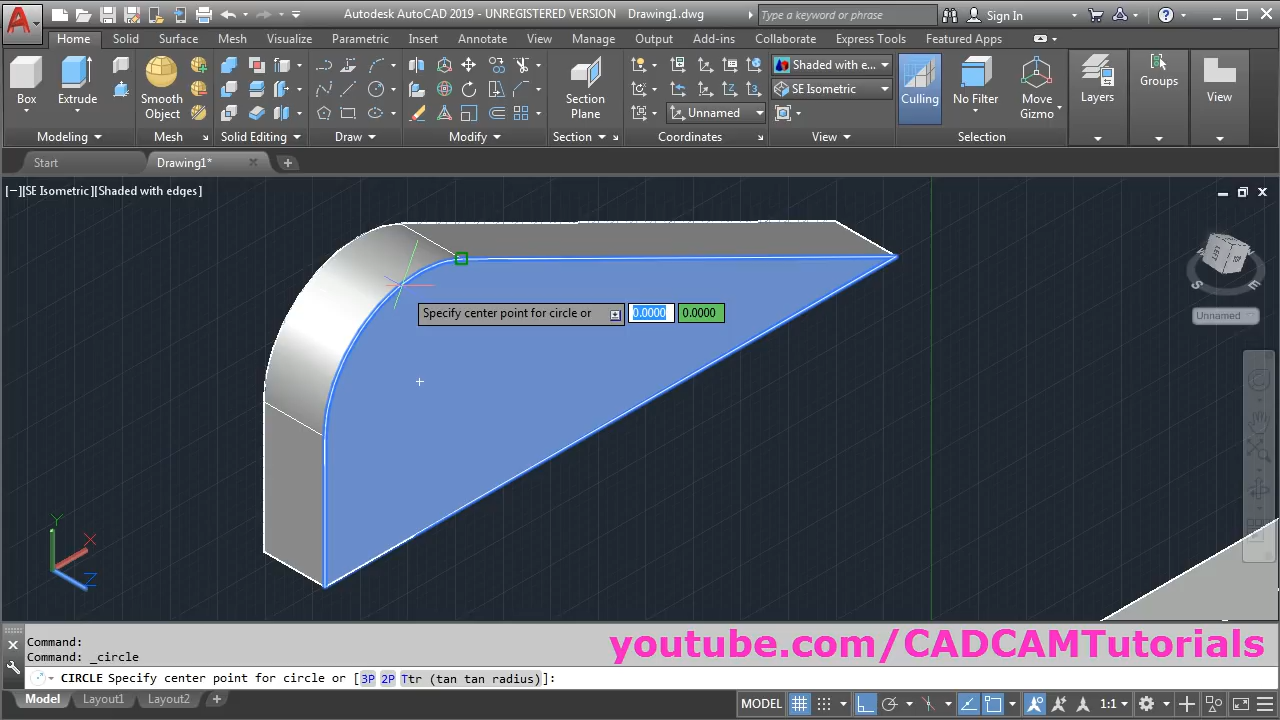 Autodesk AutoCAD 2019 - UNREGISTERED VERSION Drawing1.dwg
Type a keyword or phrase
Sign In
Home Solid Surface Mesh Visualize Parametric Insert Annotate View Manage Output Add-ins Collaborate Express Tools Featured Apps
Box
Extrude
Smooth Object
Section Plane
Shaded with e...
SE Isometric
Unnamed
Culling
No Filter
Move Gizmo
Layers
Groups
View
Modeling
Mesh
Solid Editing
Draw
Modify
Section
Coordinates
View
Selection
Start
Drawing1*
[−][SE Isometric][Shaded with edges]
S
E
Unnamed
Specify center point for circle or
0.0000
0.0000
Y
X
Z
Command:
Command: _circle
CIRCLE Specify center point for circle or [3P 2P Ttr (tan tan radius)]:
youtube.com/CADCAMTutorials
Model
Layout1
Layout2
MODEL
1:1